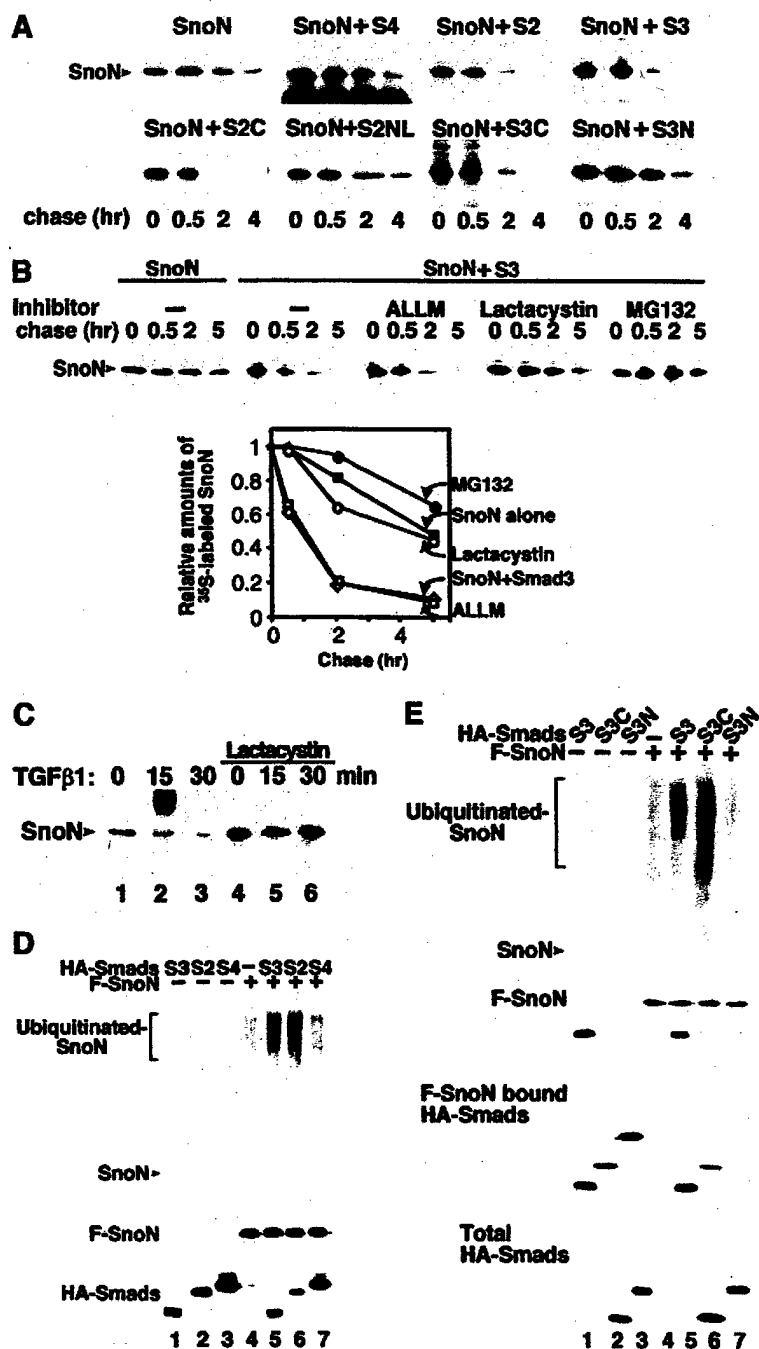 A
SnoN SnoN+S4 SnoN+S2 SnoN + S3
SnoN
SnoN+S2C SnoN+S2NL SnoN+S3C SnoN+S3N
chase (hr) 0 0.5 2 4 0 0.5 2 4 0 0.5 2 4 0 0.5 2 4
B
SnoN SnoN+S3
Inhibitor – – ALLM Lactacystin MG132
chase (hr) 0 0.5 2 5 0 0.5 2 5 0 0.5 2 5 0 0.5 2 5 0 0.5 2 5
SnoN
Relative amounts of
35S-labeled SnoN
1
0.8
0.6
0.4
0.2
0
0 2 4
Chase (hr)
MG132
SnoN alone
Lactacystin
SnoN+Smad3
ALLM
C
Lactacystin
TGFβ1: 0 15 30 0 15 30 min
SnoN
1 2 3 4 5 6
D
HA-Smads S3 S2 S4 – S3 S2 S4
F-SnoN – – – + + + +
Ubiquitinated-
SnoN
SnoN
F-SnoN
HA-Smads
1 2 3 4 5 6 7
E
HA-Smads S3 S3C S3N – S3 S3C S3N
F-SnoN – – – + + + +
Ubiquitinated-
SnoN
SnoN
F-SnoN
F-SnoN bound
HA-Smads
Total
HA-Smads
1 2 3 4 5 6 7